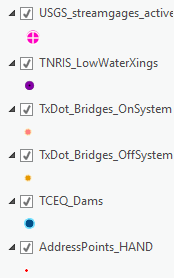 USGS_streamgages_active
TNRIS_LowWaterXings
TxDot_Bridges_OnSystem
TxDot_Bridges_OffSystem
TCEQ_Dams
AddressPoints_HAND